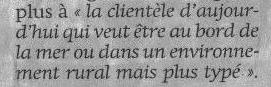 plus à « la clientèle d'aujour-
d'hui qui veut être au bord de
la mer ou dans un environne-
ment rural mais plus typé ».